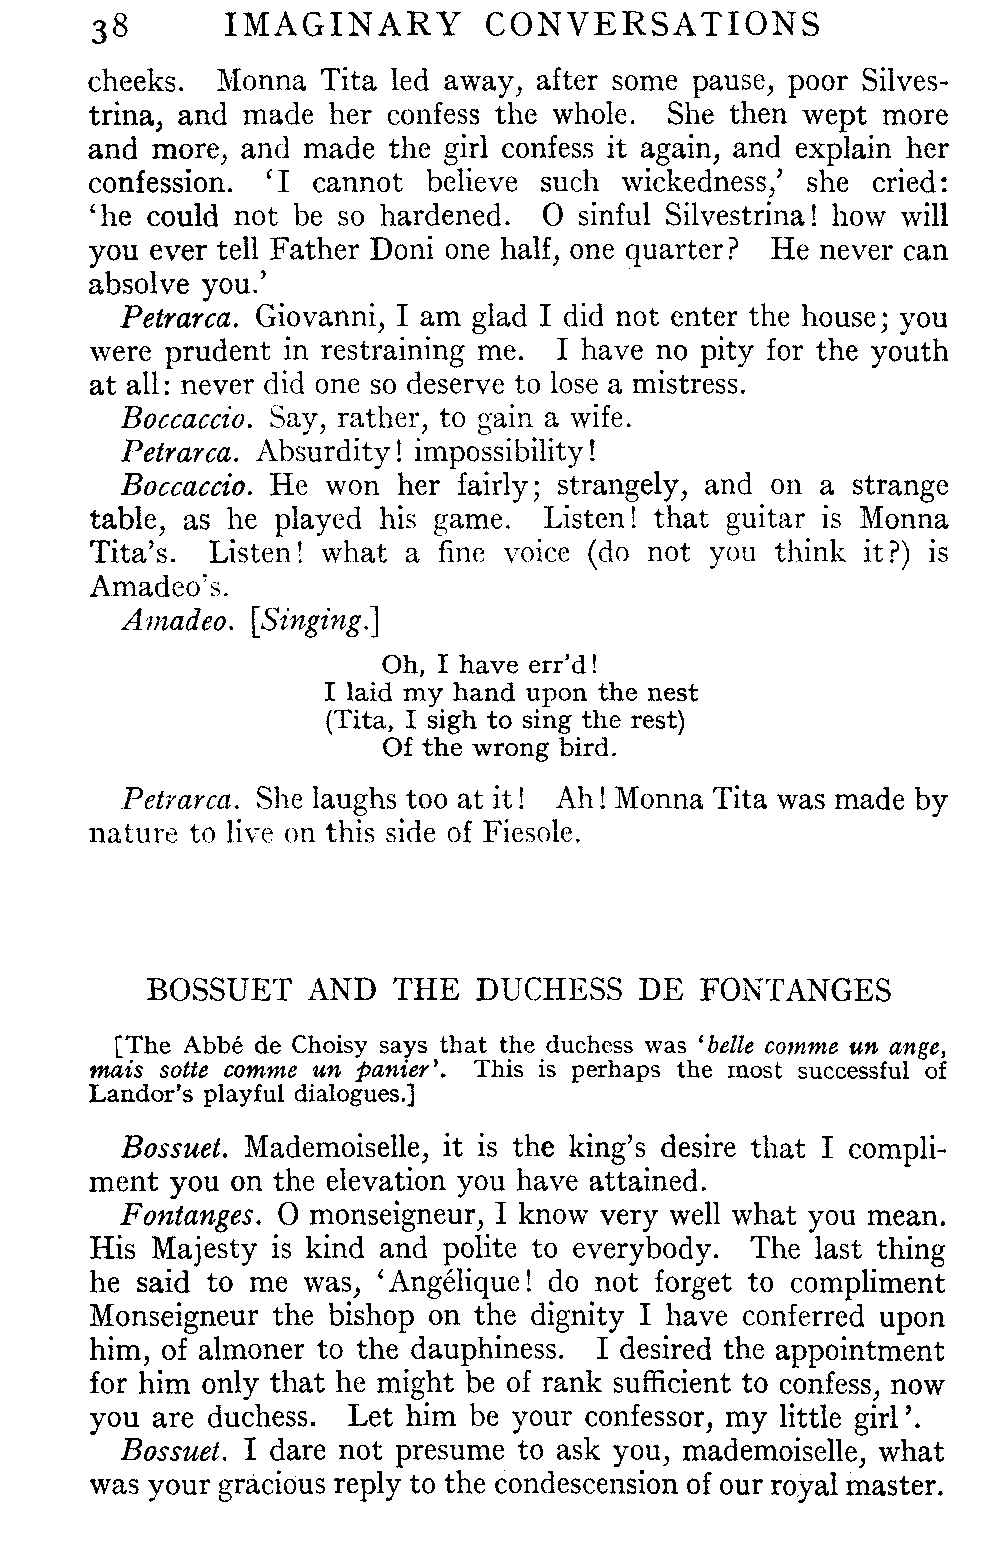 38 IMAGINARY CONVERSATIONS
cheeks. Monna Tita led away, after some pause, poor Silves-
trina, and made her confess the whole. She then wept more
and more, and made the girl confess it again, and explain her
confession. ‘I cannot believe such wickedness,’ she cried:
‘he could not be so hardened. O sinful Silvestrina! how will
you ever tell Father Doni one half, one quarter? He never can
absolve you.’
Petrarca. Giovanni, I am glad I did not enter the house; you
were prudent in restraining me. I have no pity for the youth
at all: never did one so deserve to lose a mistress.
Boccaccio. Say, rather, to gain a wife.
Petrarca. Absurdity! impossibility!
Boccaccio. He won her fairly; strangely, and on a strange
table, as he played his game. Listen! that guitar is Monna
Tita’s. Listen! what a fine voice (do not you think it?) is
Amadeo’s.
Amadeo. [Singing.]
Oh, I have err’d!
I laid my hand upon the nest
(Tita, I sigh to sing the rest)
Of the wrong bird.
Petrarca. She laughs too at it! Ah! Monna Tita was made by
nature to live on this side of Fiesole.
BOSSUET AND THE DUCHESS DE FONTANGES
[The Abbé de Choisy says that the duchess was ‘belle comme un ange,
mais sotte comme un panier’. This is perhaps the most successful of
Landor’s playful dialogues.]
Bossuet. Mademoiselle, it is the king’s desire that I compli-
ment you on the elevation you have attained.
Fontanges. O monseigneur, I know very well what you mean.
His Majesty is kind and polite to everybody. The last thing
he said to me was, ‘Angélique! do not forget to compliment
Monseigneur the bishop on the dignity I have conferred upon
him, of almoner to the dauphiness. I desired the appointment
for him only that he might be of rank sufficient to confess, now
you are duchess. Let him be your confessor, my little girl’.
Bossuet. I dare not presume to ask you, mademoiselle, what
was your gracious reply to the condescension of our royal master.